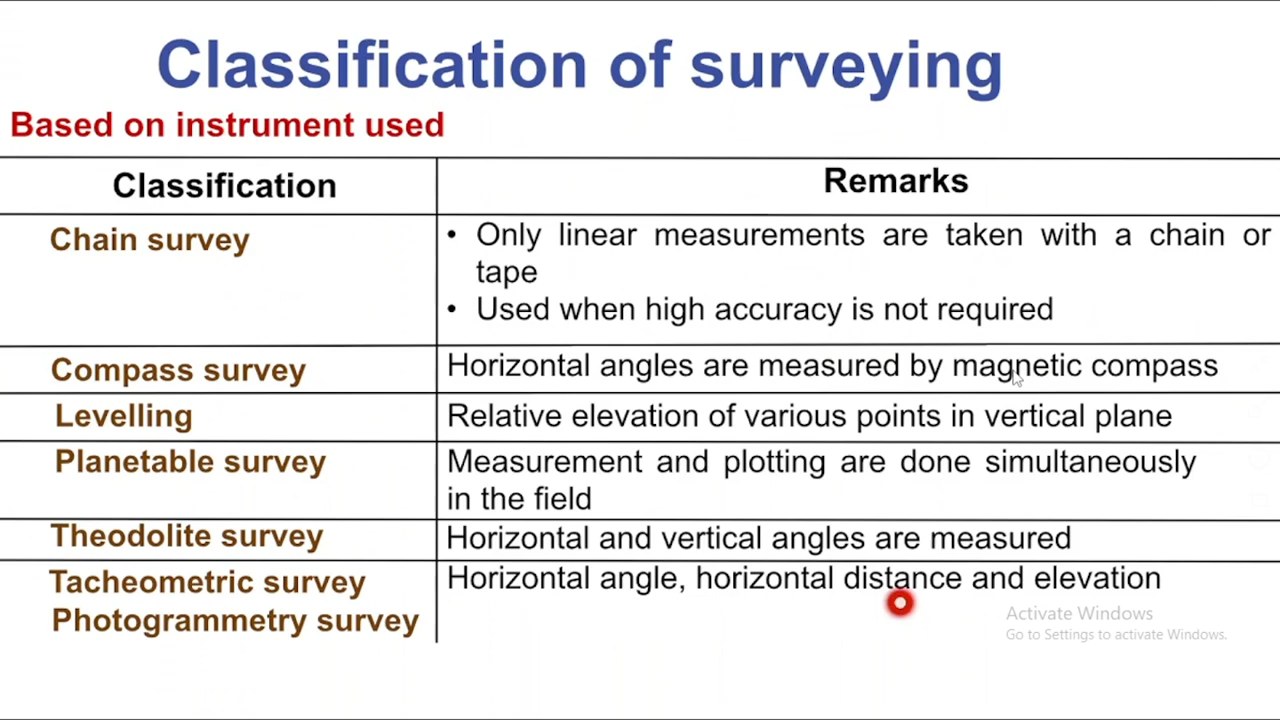 Classification of surveying
Based on instrument used
Classification
Remarks
Chain survey
• Only linear measurements are taken with a chain or
tape
• Used when high accuracy is not required
Compass survey
Horizontal angles are measured by magnetic compass
Levelling
Relative elevation of various points in vertical plane
Planetable survey
Measurement and plotting are done simultaneously
in the field
Theodolite survey
Horizontal and vertical angles are measured
Tacheometric survey
Horizontal angle, horizontal distance and elevation
Photogrammetry survey
Activate Windows
Go to Settings to activate Windows.